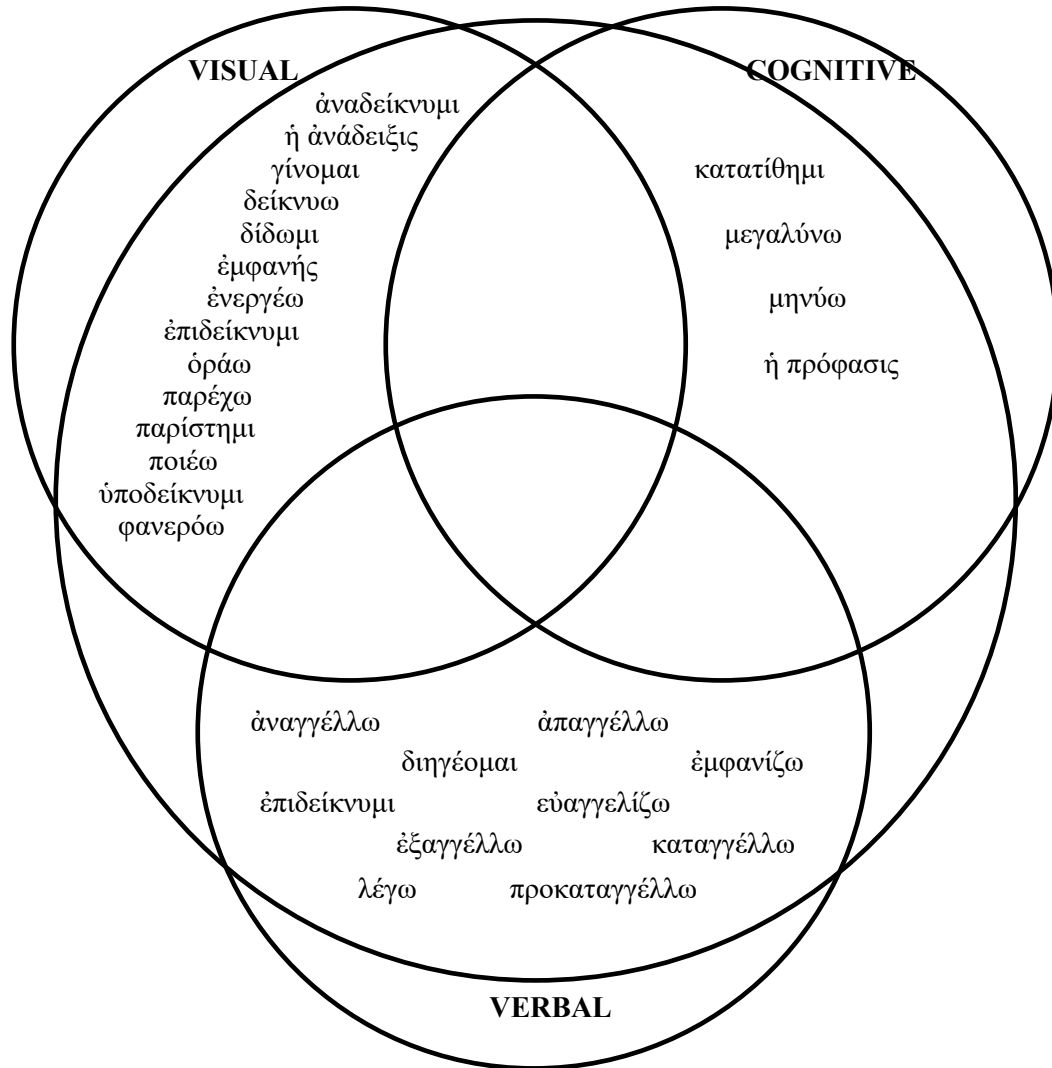 VISUAL
ἀναδείκνυμι
ἡ ἀνάδειξις
γίνομαι
δείκνυω
δίδωμι
ἐμφανής
ἐνεργέω
ἐπιδείκνυμι
ὁράω
παρέχω
παρίστημι
ποιέω
ὑποδείκνυμι
φανερόω
COGNITIVE
κατατίθημι
μεγαλύνω
μηνύω
ἡ πρόφασις
ἀναγγέλλω ἀπαγγέλλω
διηγέομαι ἐμφανίζω
ἐπιδείκνυμι εὐαγγελίζω
ἐξαγγέλλω καταγγέλλω
λέγω προκαταγγέλλω
VERBAL